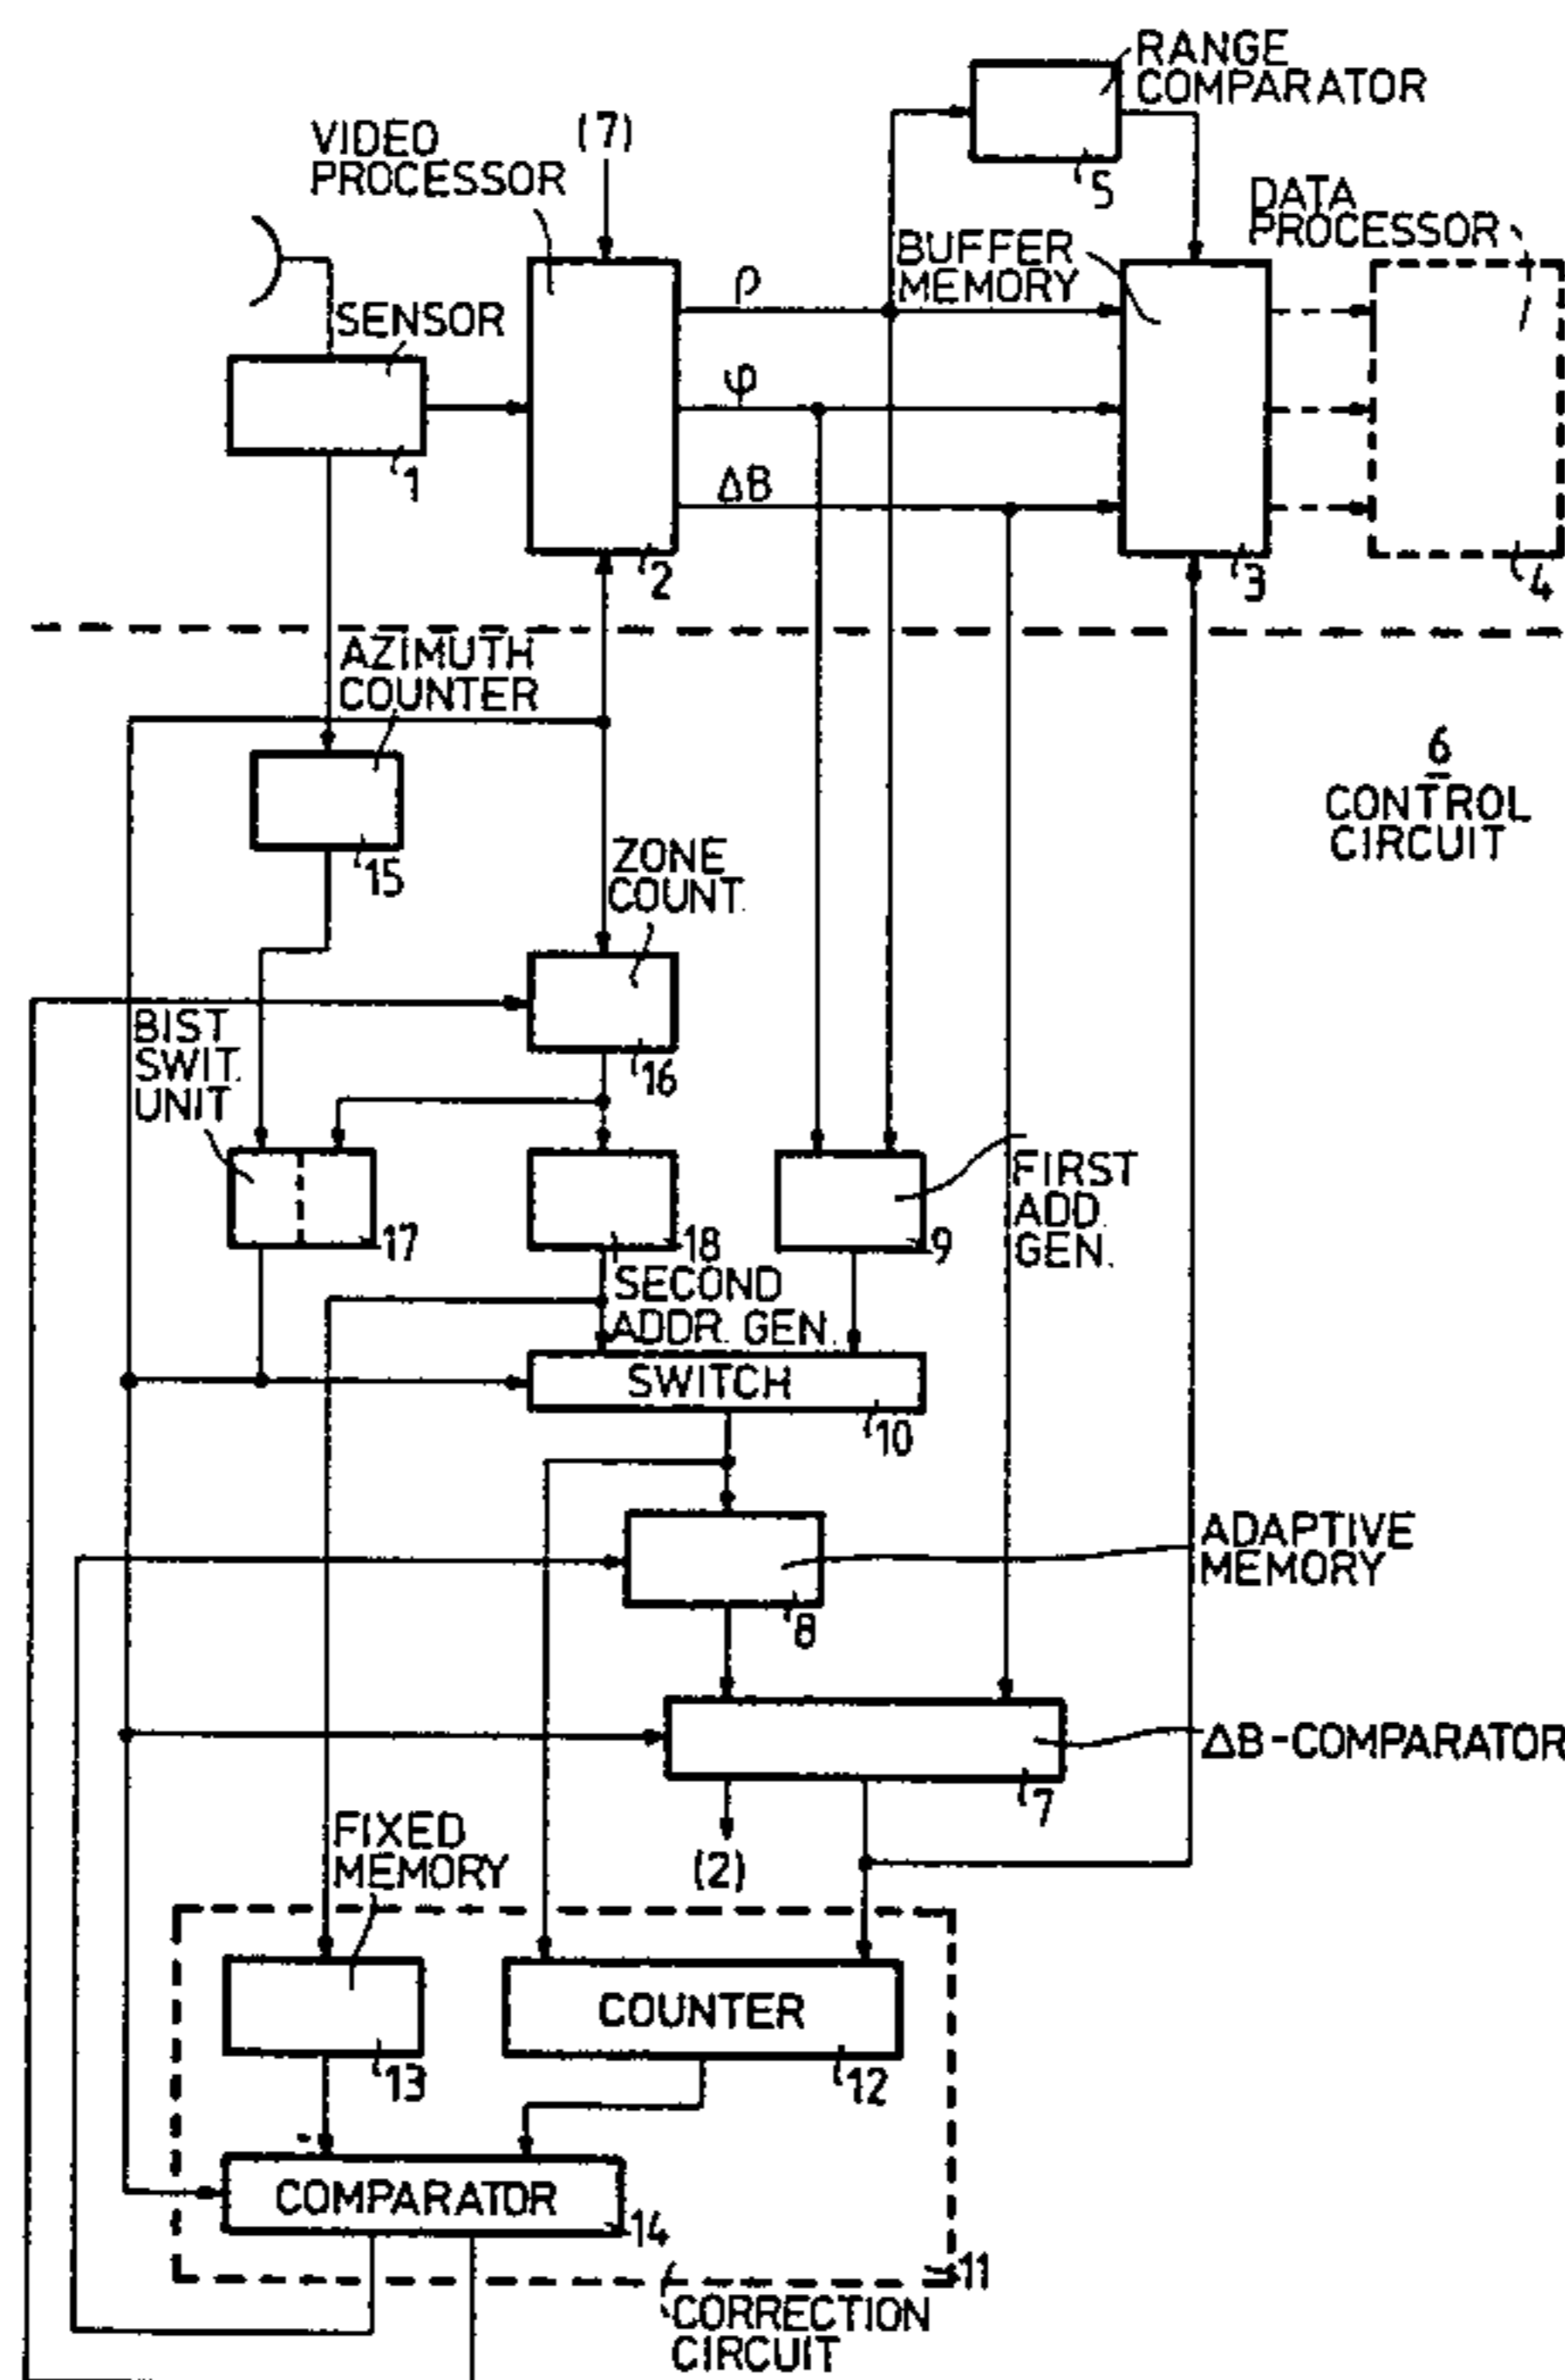 RANGE
COMPARATOR
VIDEO
PROCESSOR
(7)
5
DATA
PROCESSOR
BUFFER
MEMORY
ρ
SENSOR
φ
1
ΔB
2
3
4
AZIMUTH
COUNTER
6
CONTROL
CIRCUIT
15
ZONE
COUNT.
BIST
SWIT.
UNIT
16
17
18
9
FIRST
ADD.
GEN.
SECOND
ADDR. GEN.
SWITCH
10
ADAPTIVE
MEMORY
8
ΔB-COMPARATOR
7
FIXED
MEMORY
(2)
COUNTER
13
12
COMPARATOR
14
11
CORRECTION
CIRCUIT